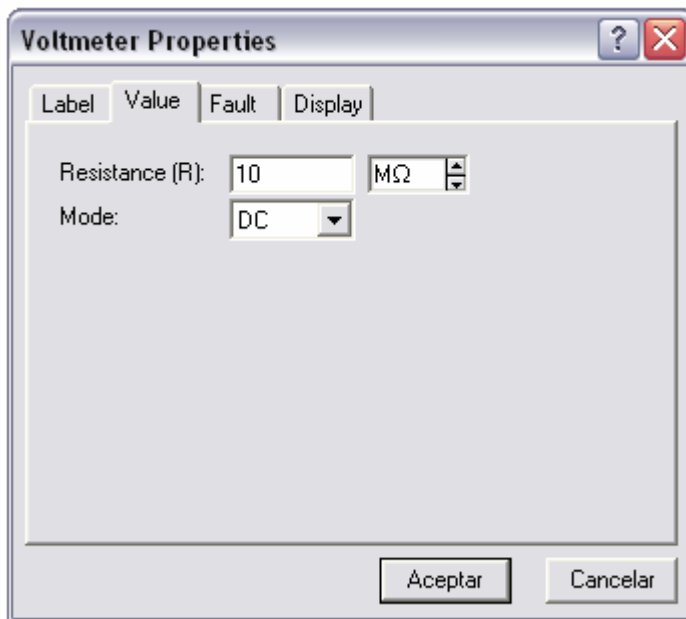 Voltmeter Properties ?
Label Value Fault Display
Resistance (R): 10 MΩ
Mode: DC
Aceptar Cancelar